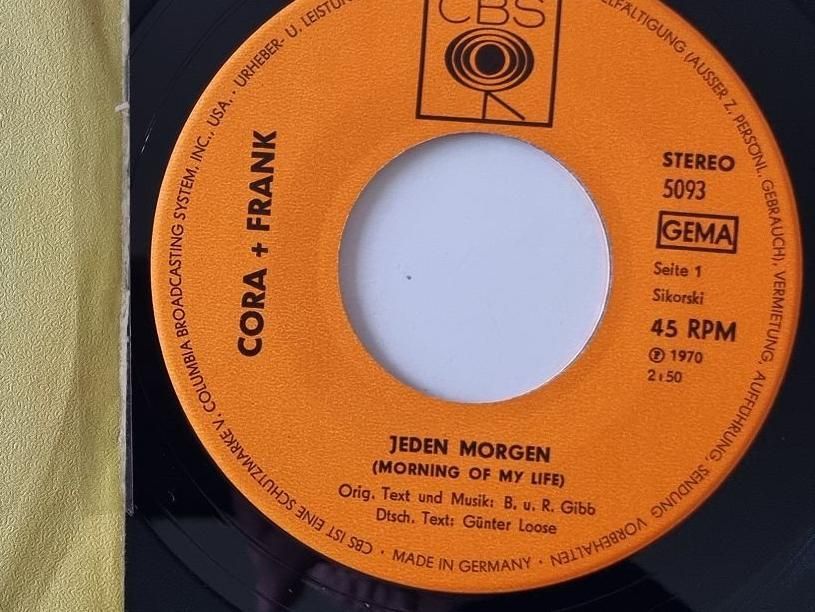 CBS
CORA + FRANK
STEREO
5093
GEMA
Seite 1
Sikorski
45 RPM
Ⓟ 1970
2:50
JEDEN MORGEN
(MORNING OF MY LIFE)
Orig. Text und Musik: B. u. R. Gibb
Dtsch. Text: Günter Loose
(AUSSER Z. PERSÖNL. GEBRAUCH), VERMIETUNG, AUFFÜHRUNG, SENDUNG VORBEHALTEN · MADE IN GERMANY · CBS IST EINE SCHUTZMARKE V. COLUMBIA BROADCASTING SYSTEM, INC., USA. · URHEBER- U.